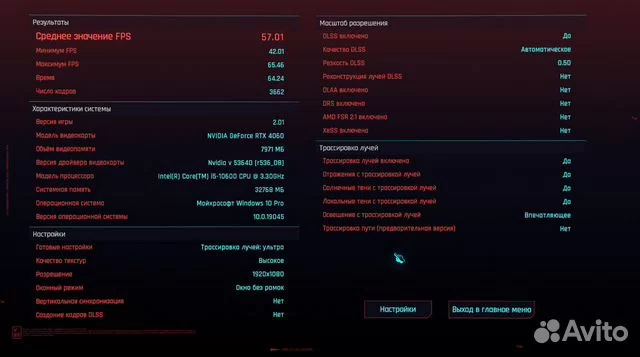 Результаты
Среднее значение FPS 57.01
Минимум FPS 42.01
Максимум FPS 65.46
Время 64.24
Число кадров 3662
Характеристики системы
Версия игры 2.01
Модель видеокарты NVIDIA GeForce RTX 4060
Объём видеопамяти 7971 МБ
Версия драйвера видеокарты Nvidia v 53640 (r536_08)
Модель процессора Intel(R) Core(TM) i5-10600 CPU @ 3.30GHz
Системная память 32768 МБ
Операционная система Майкрософт Windows 10 Pro
Версия операционной системы 10.0.19045
Настройки
Готовые настройки Трассировка лучей: ультра
Качество текстур Высокое
Разрешение 1920x1080
Оконный режим Окно без рамок
Вертикальная синхронизация Нет
Создание кадров DLSS Нет
Масштаб разрешения
DLSS включено Да
Качество DLSS Автоматическое
Резкость DLSS 0.50
Реконструкция лучей DLSS Нет
DLAA включено Нет
DRS включено Нет
AMD FSR 2.1 включено Нет
XeSS включено Нет
Трассировка лучей
Трассировка лучей включена Да
Отражения с трассировкой лучей Да
Солнечные тени с трассировкой лучей Да
Локальные тени с трассировкой лучей Да
Освещение с трассировкой лучей Впечатляющее
Трассировка пути (предварительная версия) Нет
Настройки
Выход в главное меню
Avito